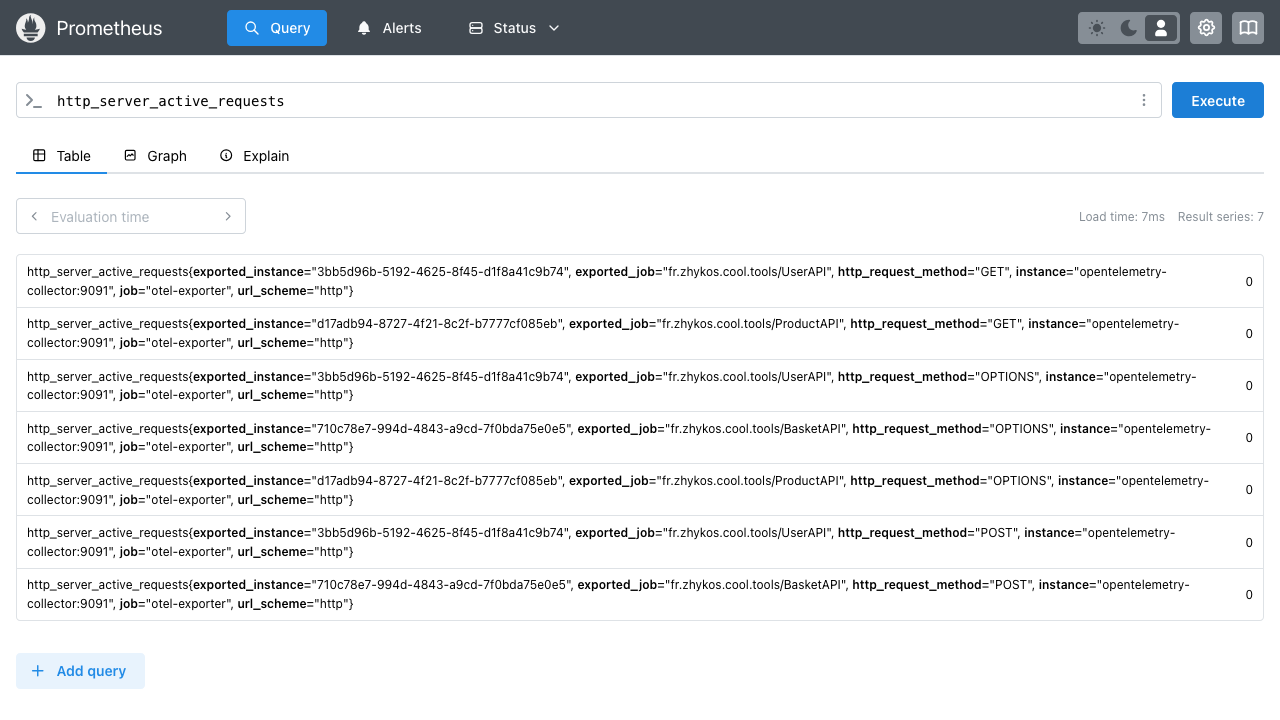 Prometheus
Query
Alerts
Status
http_server_active_requests
Execute
Table
Graph
Explain
Evaluation time
Load time: 7ms Result series: 7
http_server_active_requests{exported_instance="3bb5d96b-5192-4625-8f45-d1f8a41c9b74", exported_job="fr.zhykos.cool.tools/UserAPI", http_request_method="GET", instance="opentelemetry-
collector:9091", job="otel-exporter", url_scheme="http"}
0
http_server_active_requests{exported_instance="d17adb94-8727-4f21-8c2f-b7777cf085eb", exported_job="fr.zhykos.cool.tools/ProductAPI", http_request_method="GET", instance="opentelemetry-
collector:9091", job="otel-exporter", url_scheme="http"}
0
http_server_active_requests{exported_instance="3bb5d96b-5192-4625-8f45-d1f8a41c9b74", exported_job="fr.zhykos.cool.tools/UserAPI", http_request_method="OPTIONS", instance="opentelemetry-
collector:9091", job="otel-exporter", url_scheme="http"}
0
http_server_active_requests{exported_instance="710c78e7-994d-4843-a9cd-7f0bda75e0e5", exported_job="fr.zhykos.cool.tools/BasketAPI", http_request_method="OPTIONS", instance="opentelemetry-
collector:9091", job="otel-exporter", url_scheme="http"}
0
http_server_active_requests{exported_instance="d17adb94-8727-4f21-8c2f-b7777cf085eb", exported_job="fr.zhykos.cool.tools/ProductAPI", http_request_method="OPTIONS", instance="opentelemetry-
collector:9091", job="otel-exporter", url_scheme="http"}
0
http_server_active_requests{exported_instance="3bb5d96b-5192-4625-8f45-d1f8a41c9b74", exported_job="fr.zhykos.cool.tools/UserAPI", http_request_method="POST", instance="opentelemetry-
collector:9091", job="otel-exporter", url_scheme="http"}
0
http_server_active_requests{exported_instance="710c78e7-994d-4843-a9cd-7f0bda75e0e5", exported_job="fr.zhykos.cool.tools/BasketAPI", http_request_method="POST", instance="opentelemetry-
collector:9091", job="otel-exporter", url_scheme="http"}
0
Add query